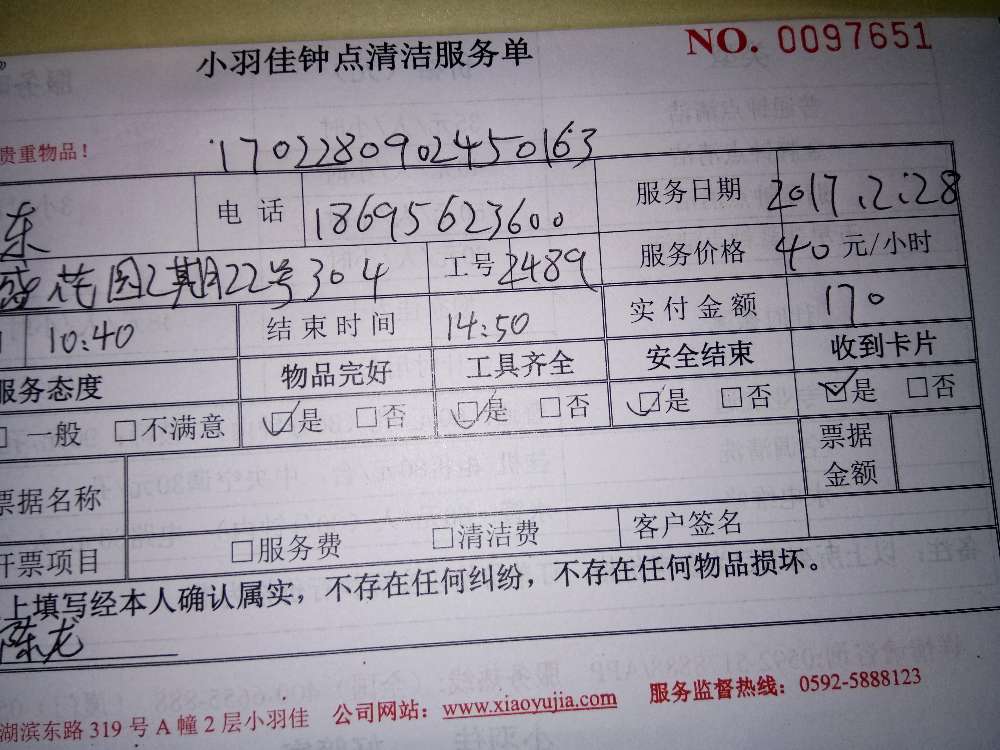 小羽佳钟点清洁服务单 NO. 0097651
贵重物品！ 1702280902450163
东 电话 18695623600 服务日期 2017.2.28
盛花园2期22号304 工号 2489 服务价格 40元/小时
10:40 结束时间 14:50 实付金额 170
服务态度 物品完好 工具齐全 安全结束 收到卡片
□一般 □不满意 ☑是 □否 ☑是 □否 ☑是 □否 ☑是 □否
票据名称 票据金额
开票项目 □服务费 □清洁费 客户签名
上填写经本人确认属实，不存在任何纠纷，不存在任何物品损坏。
陈龙
湖滨东路319号A幢2层小羽佳 公司网站：www.xiaoyujia.com 服务监督热线：0592-5888123